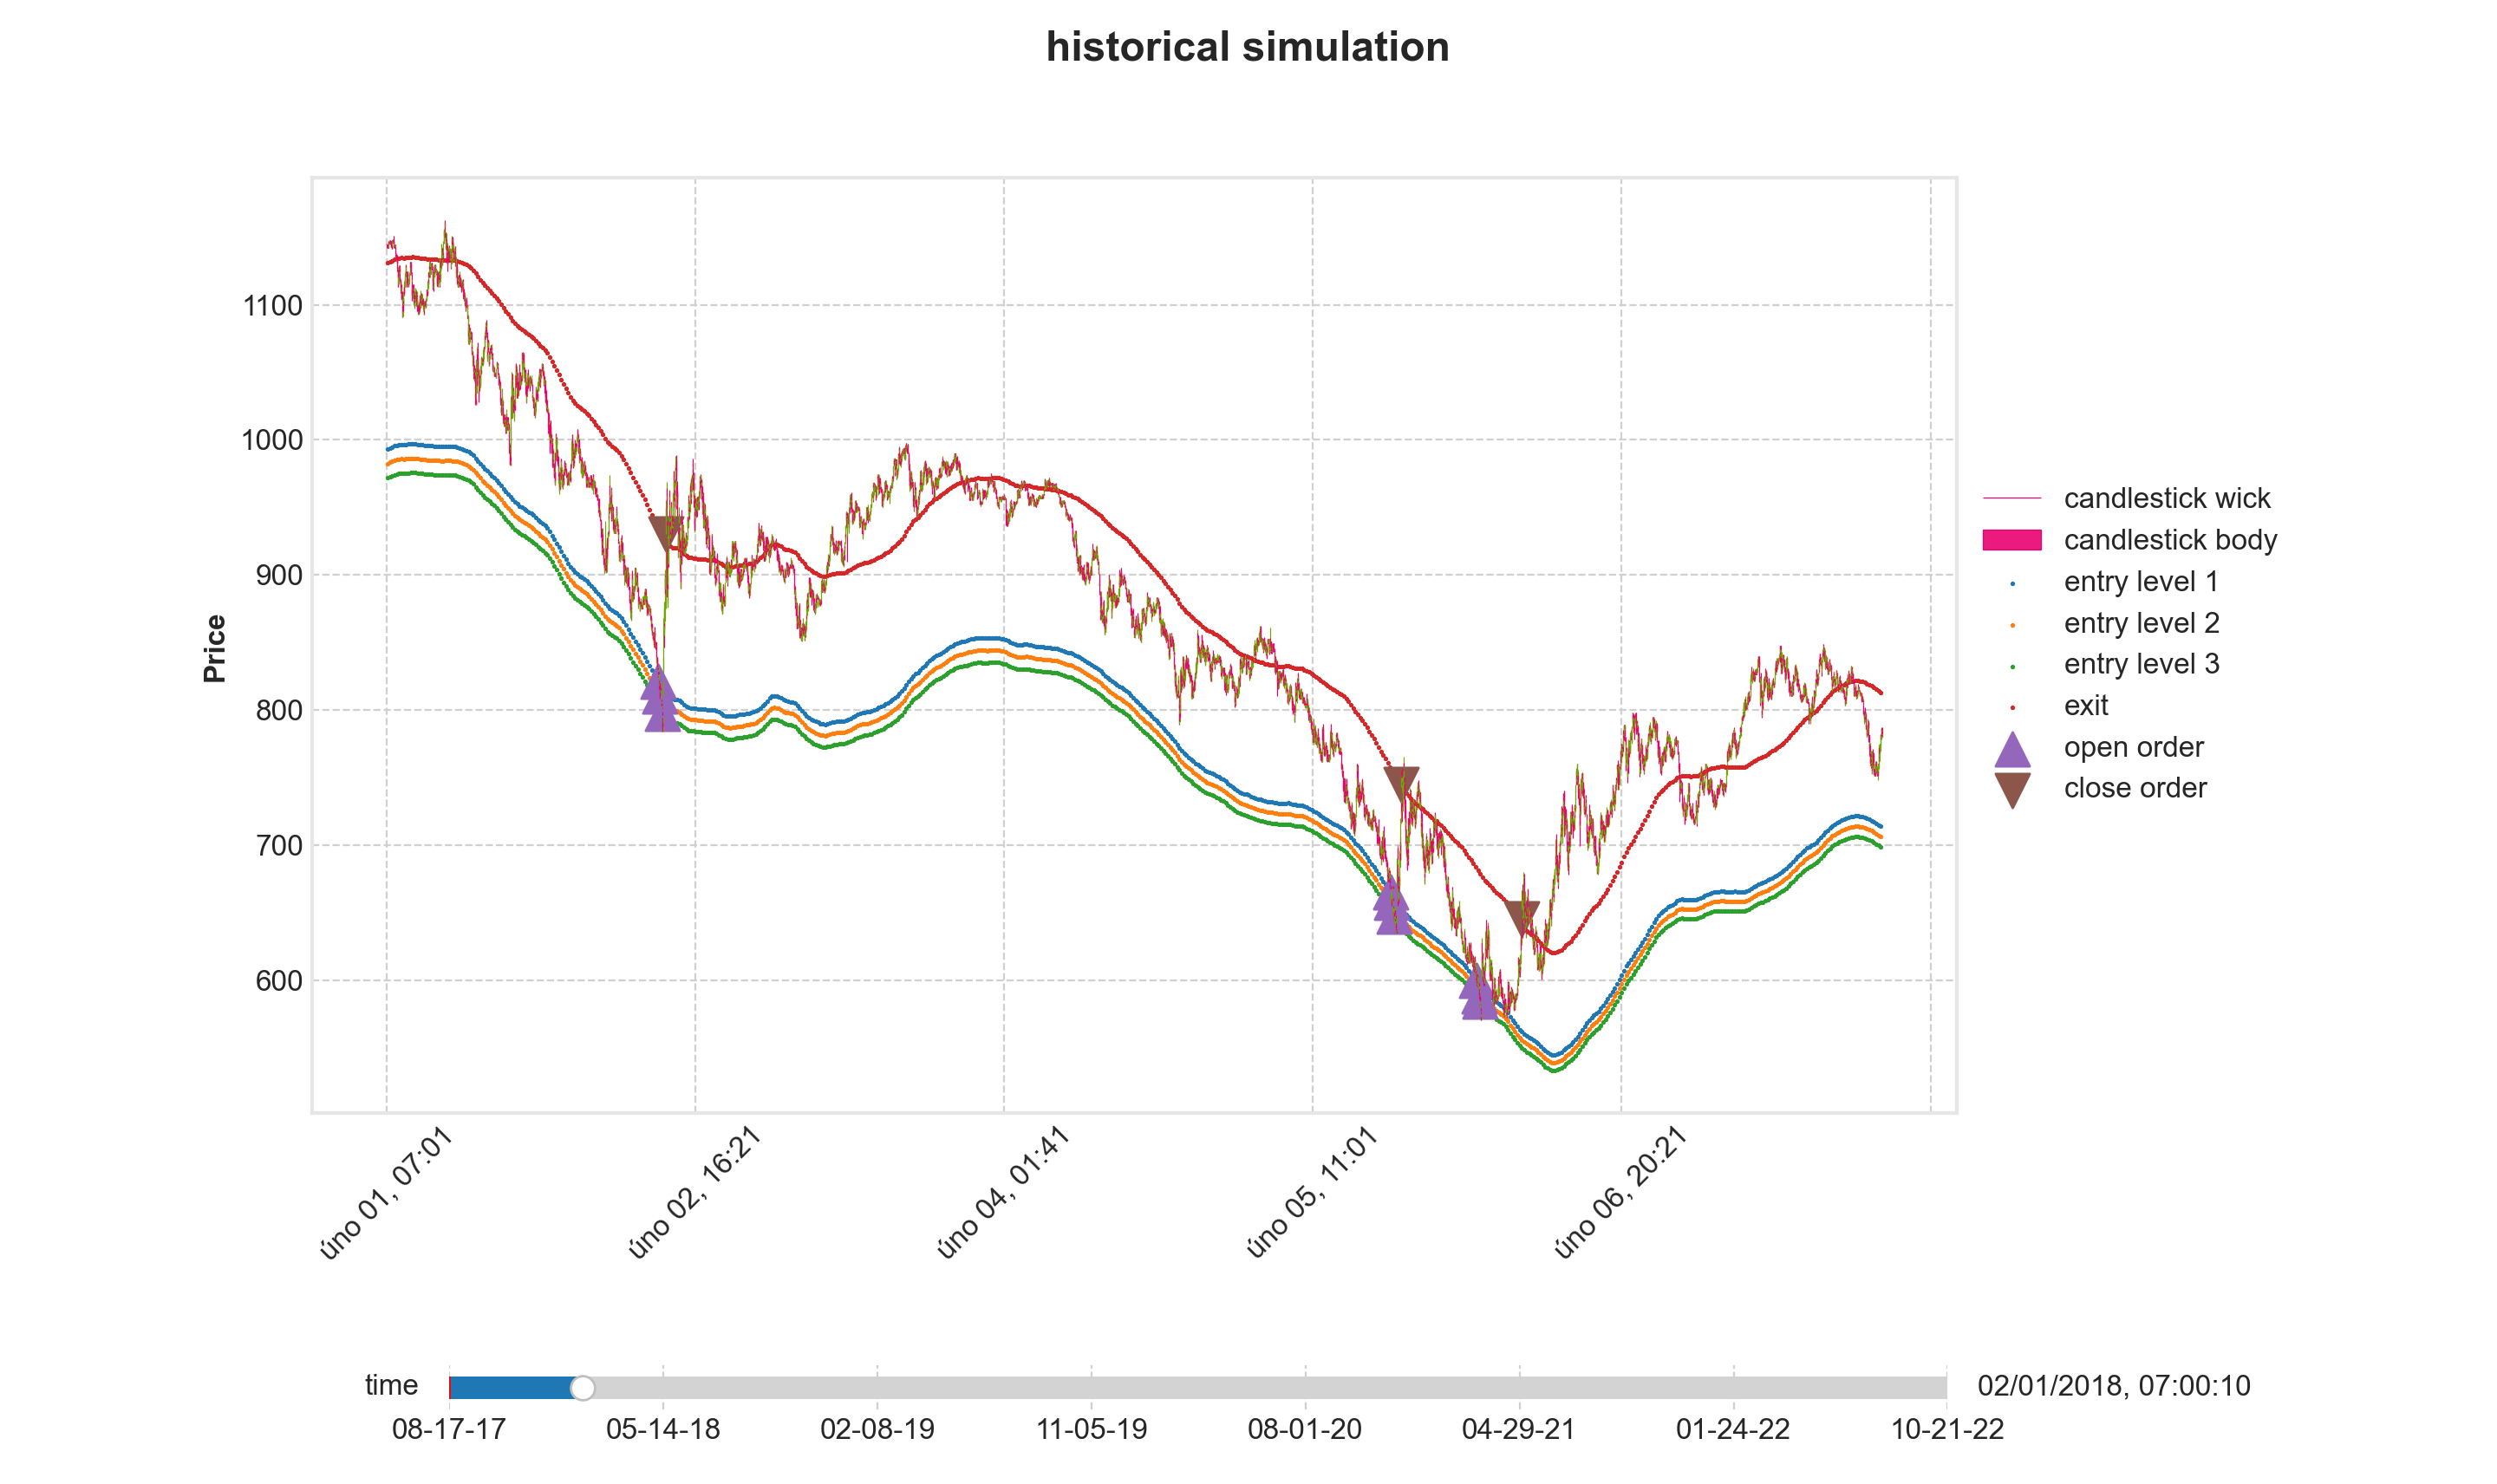 historical simulation
Price
1100
1000
900
800
700
600
úno 01, 07:01
úno 02, 16:21
úno 04, 01:41
úno 05, 11:01
úno 06, 20:21
candlestick wick
candlestick body
entry level 1
entry level 2
entry level 3
exit
open order
close order
time
02/01/2018, 07:00:10
08-17-17
05-14-18
02-08-19
11-05-19
08-01-20
04-29-21
01-24-22
10-21-22